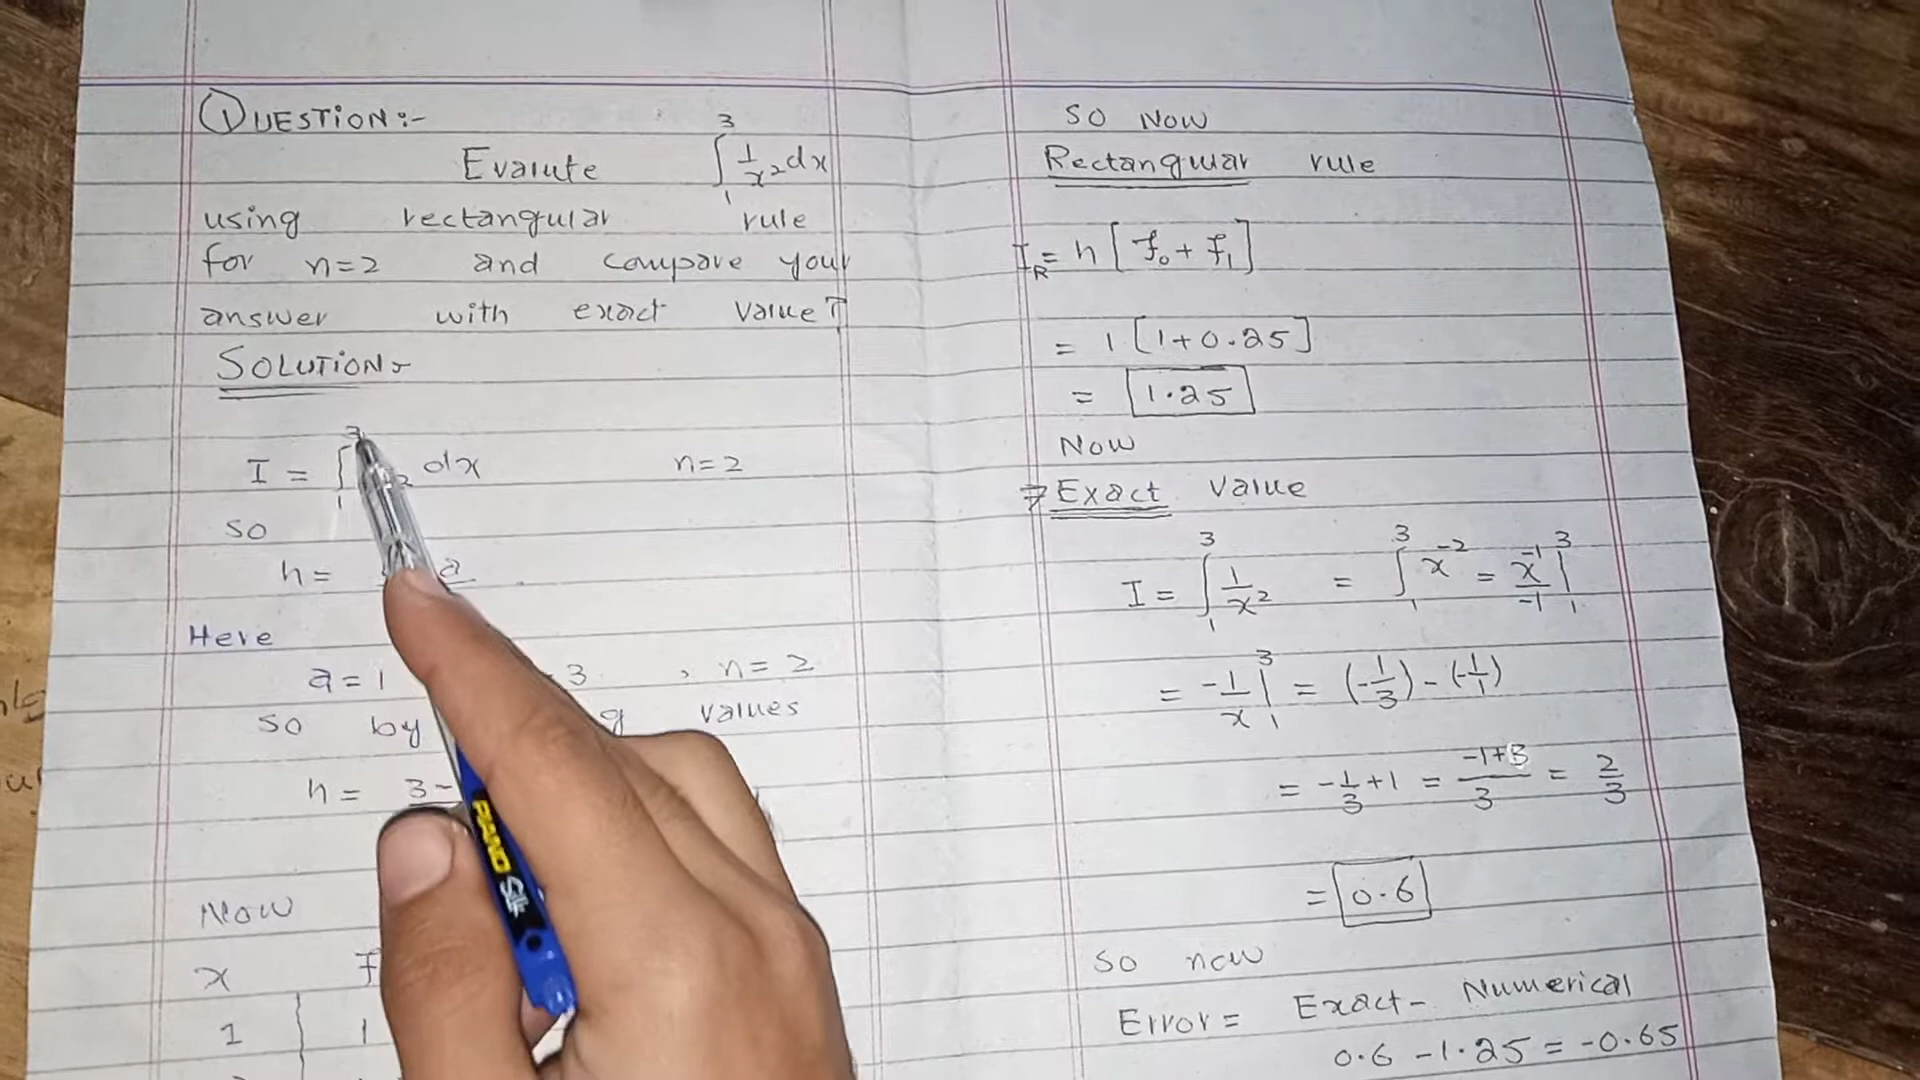 QUESTION:-
Evalute ∫₁³ 1/x² dx
using rectangular rule
for n=2 and compare your
answer with exact value?
SOLUTION:-
I = ∫₁³ dx n=2
so
h = a
Here
a=1 3 , n=2
so by g values
h = 3-
Now
x f
1 1
PIANO Silk
SO NOW
Rectangular rule
I_R = h[f₀+f₁]
= 1[1+0.25]
= 1.25
Now
⇒ Exact value
I = ∫₁³ 1/x² = ∫₁³ x⁻² = x⁻¹/-1 |₁³
= -1/x |₁³ = (-1/3) - (-1/1)
= -1/3 +1 = -1+3/3 = 2/3
= 0.6
so now
Error = Exact - Numerical
0.6 -1.25 = -0.65